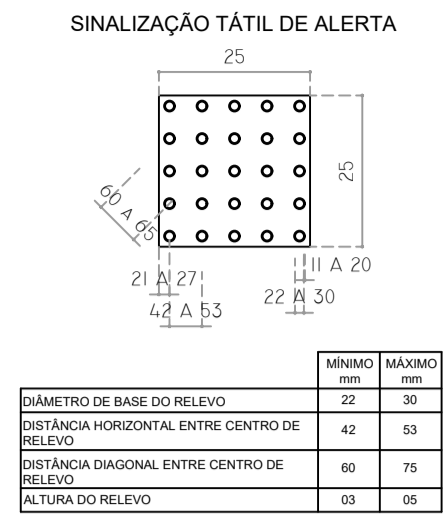 SINALIZAÇÃO TÁTIL DE ALERTA
25
25
60 A 65
21 A 27
42 A 53
11 A 20
22 A 30
MÍNIMO mm
MÁXIMO mm
DIÂMETRO DE BASE DO RELEVO 22 30
DISTÂNCIA HORIZONTAL ENTRE CENTRO DE
RELEVO 42 53
DISTÂNCIA DIAGONAL ENTRE CENTRO DE
RELEVO 60 75
ALTURA DO RELEVO 03 05